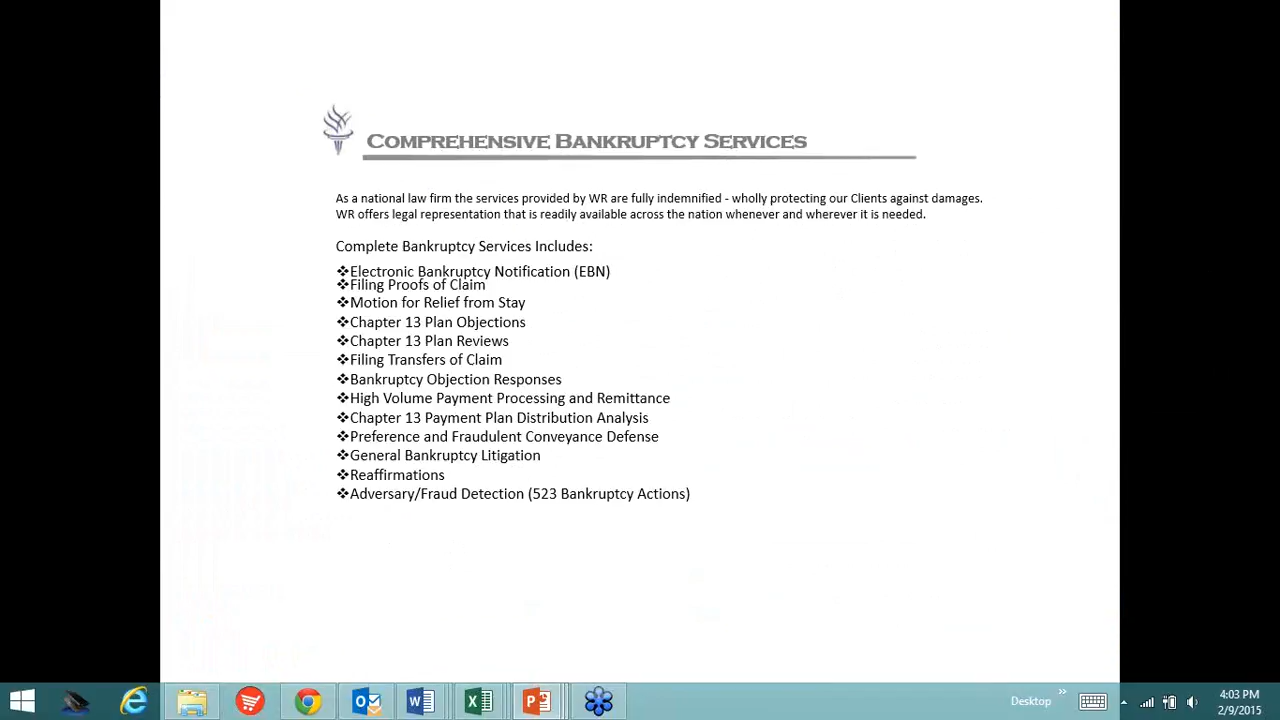 COMPREHENSIVE BANKRUPTCY SERVICES
As a national law firm the services provided by WR are fully indemnified - wholly protecting our Clients against damages.
WR offers legal representation that is readily available across the nation whenever and wherever it is needed.
Complete Bankruptcy Services Includes:
❖Electronic Bankruptcy Notification (EBN)
❖Filing Proofs of Claim
❖Motion for Relief from Stay
❖Chapter 13 Plan Objections
❖Chapter 13 Plan Reviews
❖Filing Transfers of Claim
❖Bankruptcy Objection Responses
❖High Volume Payment Processing and Remittance
❖Chapter 13 Payment Plan Distribution Analysis
❖Preference and Fraudulent Conveyance Defense
❖General Bankruptcy Litigation
❖Reaffirmations
❖Adversary/Fraud Detection (523 Bankruptcy Actions)
Desktop
4:03 PM
2/9/2015